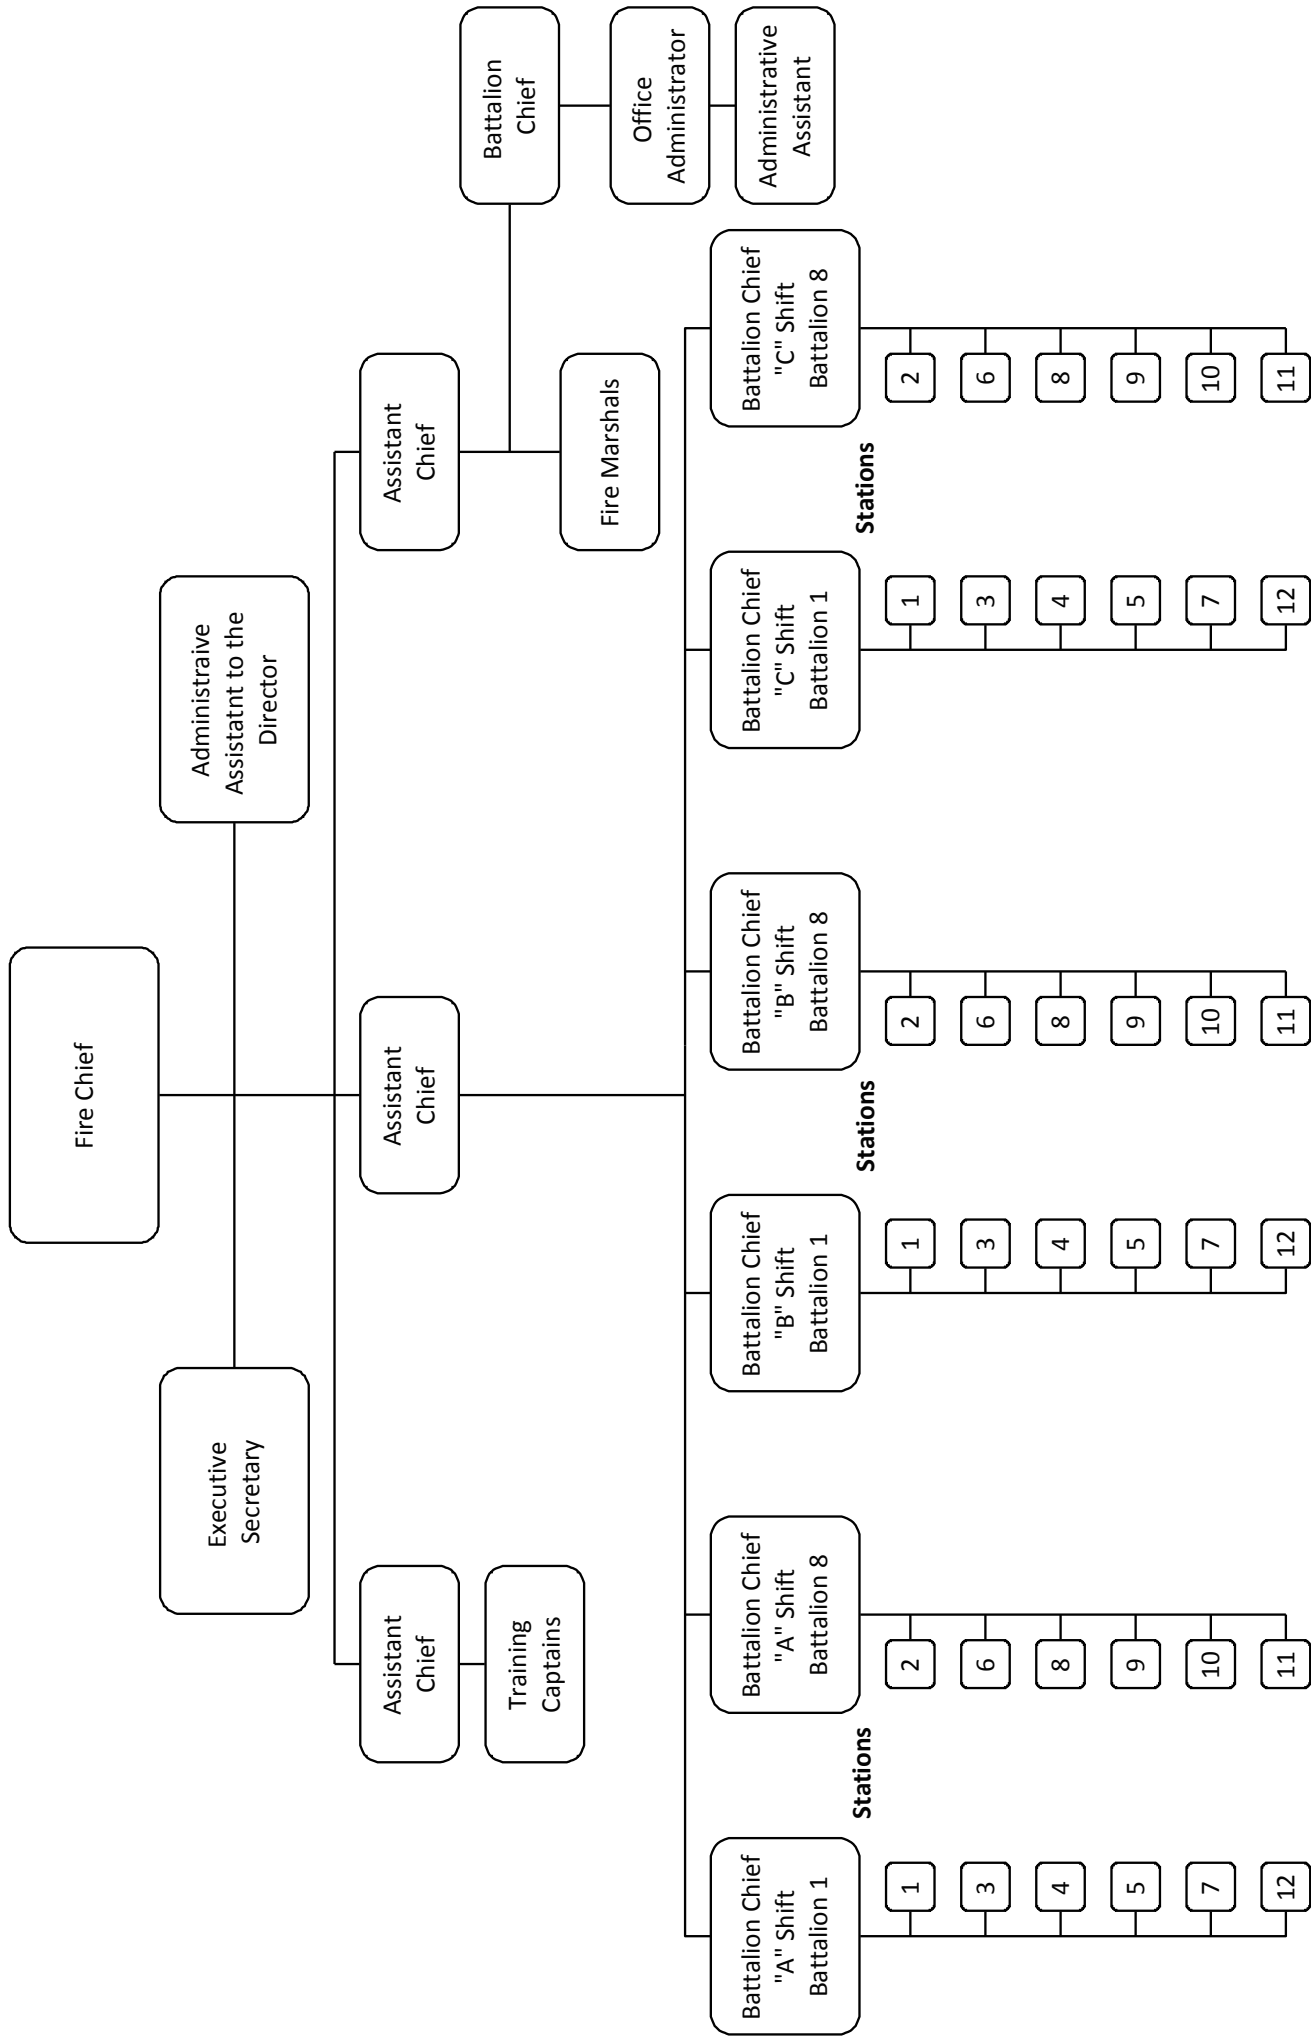 Fire Chief
Executive
Secretary
Administraive
Assistatnt to the
Director
Assistant
Chief
Assistant
Chief
Assistant
Chief
Training
Captains
Fire Marshals
Battalion
Chief
Office
Administrator
Administrative
Assistant
Battalion Chief
"A" Shift
Battalion 1
Battalion Chief
"A" Shift
Battalion 8
Battalion Chief
"B" Shift
Battalion 1
Battalion Chief
"B" Shift
Battalion 8
Battalion Chief
"C" Shift
Battalion 1
Battalion Chief
"C" Shift
Battalion 8
Stations
Stations
Stations
1
3
4
5
7
12
2
6
8
9
10
11
1
3
4
5
7
12
2
6
8
9
10
11
1
3
4
5
7
12
2
6
8
9
10
11